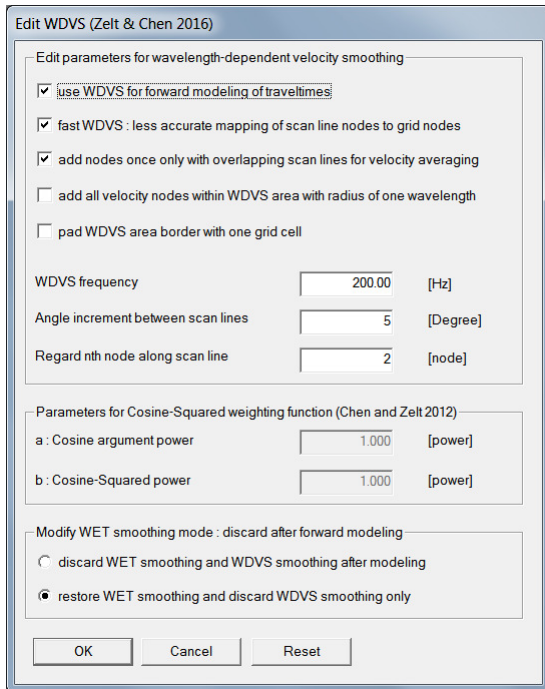 Edit WDVS (Zelt & Chen 2016)
Edit parameters for wavelength-dependent velocity smoothing
use WDVS for forward modeling of traveltimes
fast WDVS : less accurate mapping of scan line nodes to grid nodes
add nodes once only with overlapping scan lines for velocity averaging
add all velocity nodes within WDVS area with radius of one wavelength
pad WDVS area border with one grid cell
WDVS frequency 200.00 [Hz]
Angle increment between scan lines 5 [Degree]
Regard nth node along scan line 2 [node]
Parameters for Cosine-Squared weighting function (Chen and Zelt 2012)
a : Cosine argument power 1.000 [power]
b : Cosine-Squared power 1.000 [power]
Modify WET smoothing mode : discard after forward modeling
discard WET smoothing and WDVS smoothing after modeling
restore WET smoothing and discard WDVS smoothing only
OK Cancel Reset